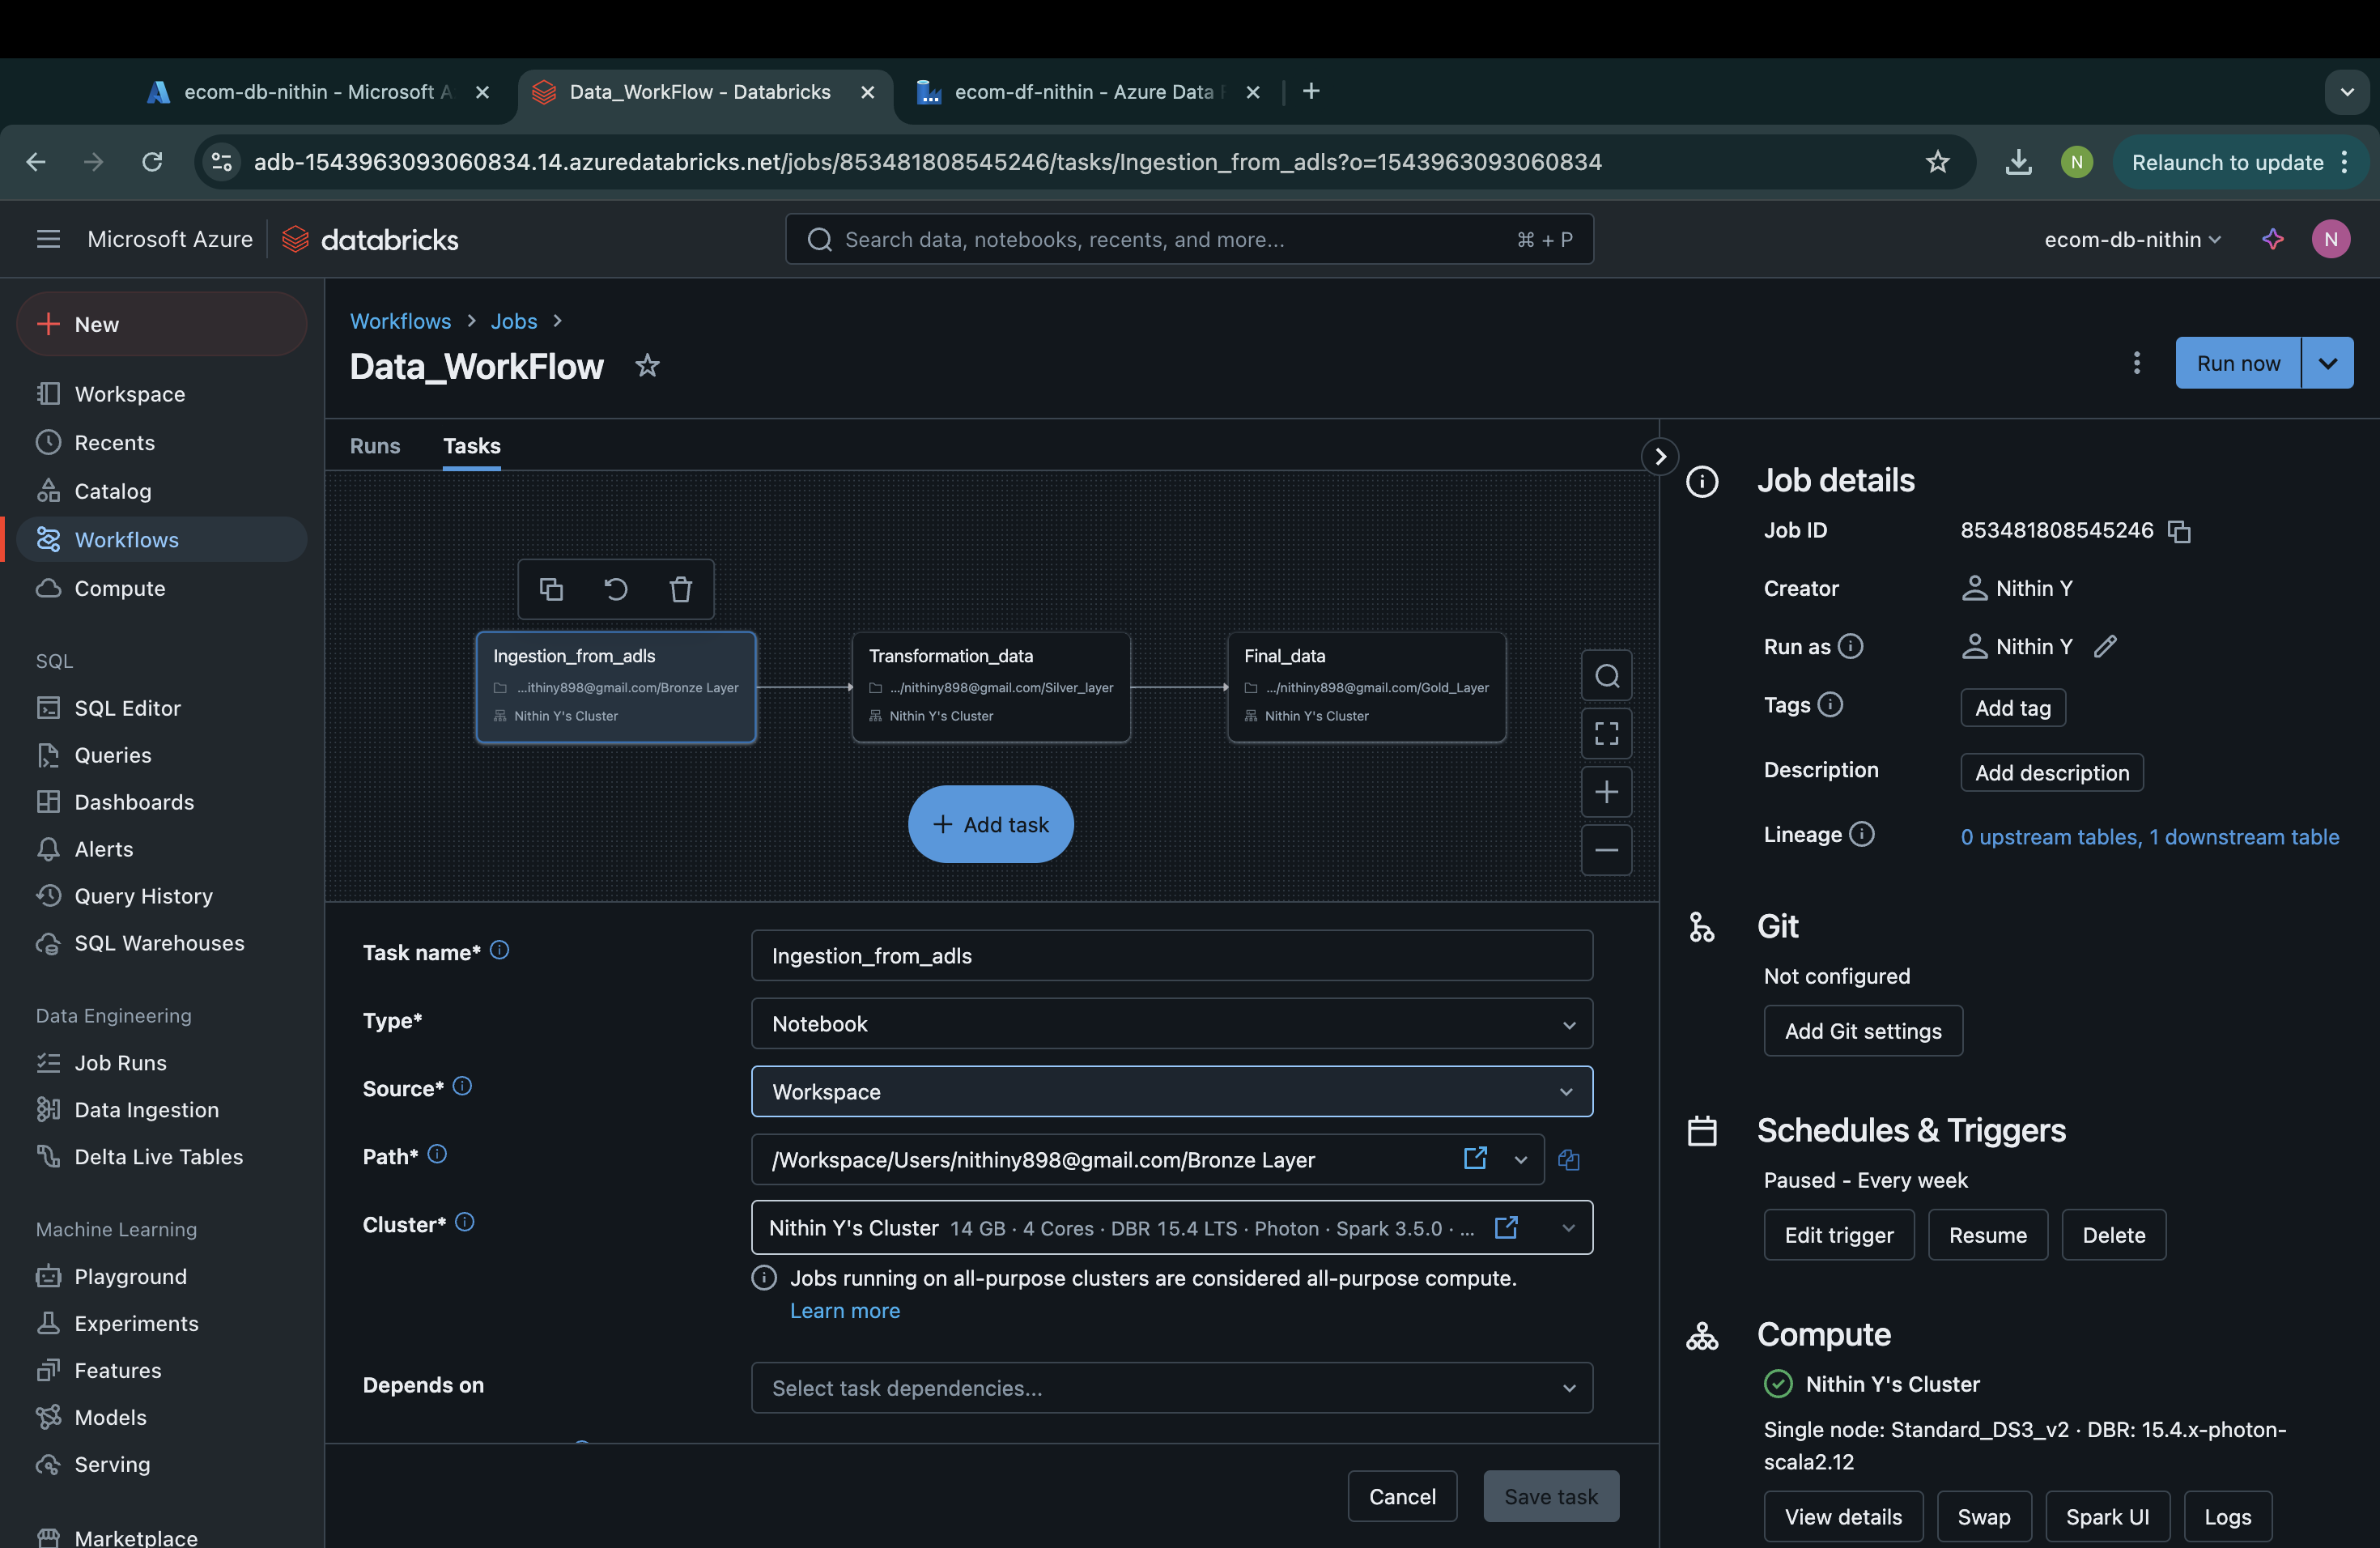 ecom-db-nithin - Microsoft A
Data_WorkFlow - Databricks
ecom-df-nithin - Azure Data F
adb-1543963093060834.14.azuredatabricks.net/jobs/853481808545246/tasks/Ingestion_from_adls?o=1543963093060834
N
Relaunch to update
Microsoft Azure
databricks
Search data, notebooks, recents, and more...
⌘ + P
ecom-db-nithin
N
New
Workspace
Recents
Catalog
Workflows
Compute
SQL
SQL Editor
Queries
Dashboards
Alerts
Query History
SQL Warehouses
Data Engineering
Job Runs
Data Ingestion
Delta Live Tables
Machine Learning
Playground
Experiments
Features
Models
Serving
Marketplace
Workflows > Jobs >
Data_WorkFlow
Run now
Runs
Tasks
Ingestion_from_adls
...ithiny898@gmail.com/Bronze Layer
Nithin Y's Cluster
Transformation_data
.../nithiny898@gmail.com/Silver_layer
Nithin Y's Cluster
Final_data
.../nithiny898@gmail.com/Gold_Layer
Nithin Y's Cluster
+ Add task
Task name*
Ingestion_from_adls
Type*
Notebook
Source*
Workspace
Path*
/Workspace/Users/nithiny898@gmail.com/Bronze Layer
Cluster*
Nithin Y's Cluster 14 GB · 4 Cores · DBR 15.4 LTS · Photon · Spark 3.5.0 · ...
Jobs running on all-purpose clusters are considered all-purpose compute.
Learn more
Depends on
Select task dependencies...
Cancel
Save task
Job details
Job ID
853481808545246
Creator
Nithin Y
Run as
Nithin Y
Tags
Add tag
Description
Add description
Lineage
0 upstream tables, 1 downstream table
Git
Not configured
Add Git settings
Schedules & Triggers
Paused - Every week
Edit trigger
Resume
Delete
Compute
Nithin Y's Cluster
Single node: Standard_DS3_v2 · DBR: 15.4.x-photon-
scala2.12
View details
Swap
Spark UI
Logs